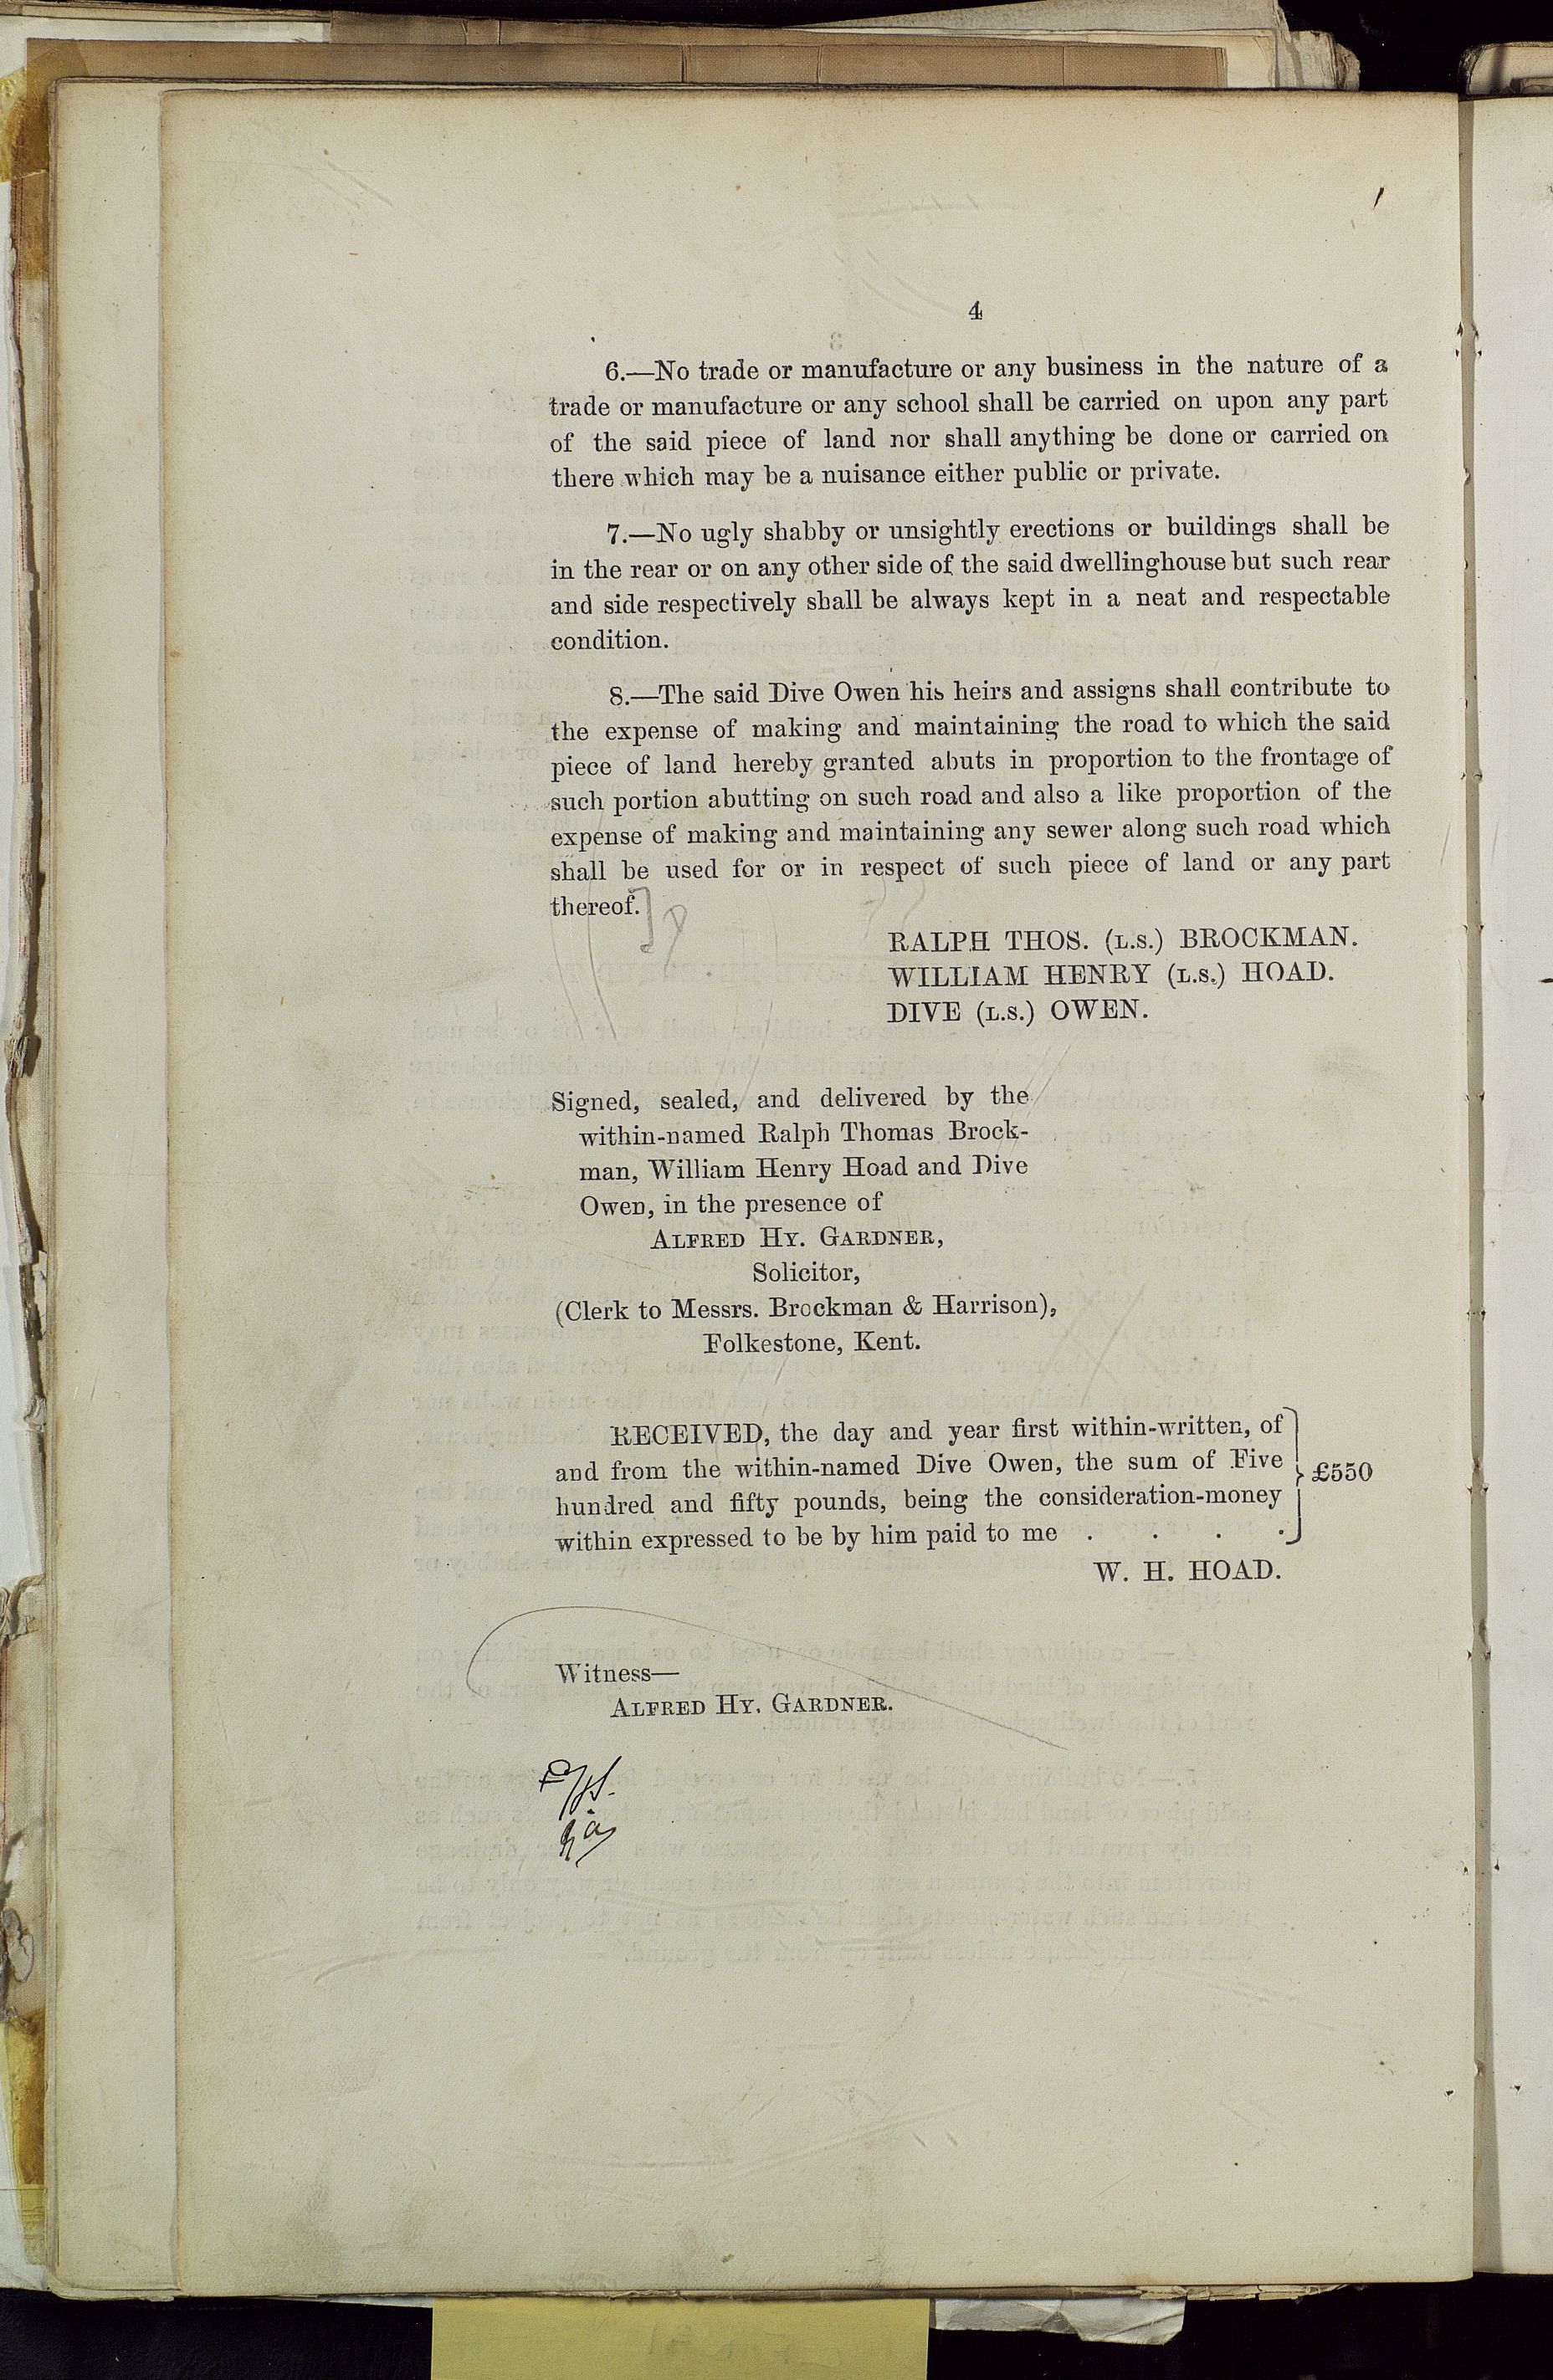 4
6.—No trade or manufacture or any business in the nature of a
trade or manufacture or any school shall be carried on upon any part
of the said piece of land nor shall anything be done or carried on
there which may be a nuisance either public or private.
7.—No ugly shabby or unsightly erections or buildings shall be
in the rear or on any other side of the said dwellinghouse but such rear
and side respectively shall be always kept in a neat and respectable
condition.
8.—The said Dive Owen his heirs and assigns shall contribute to
the expense of making and maintaining the road to which the said
piece of land hereby granted abuts in proportion to the frontage of
such portion abutting on such road and also a like proportion of the
expense of making and maintaining any sewer along such road which
shall be used for or in respect of such piece of land or any part
thereof.
RALPH THOS. (L.S.) BROCKMAN.
WILLIAM HENRY (L.S.) HOAD.
DIVE (L.S.) OWEN.
Signed, sealed, and delivered by the
within-named Ralph Thomas Brock-
man, William Henry Hoad and Dive
Owen, in the presence of
ALFRED HY. GARDNER,
Solicitor,
(Clerk to Messrs. Brockman & Harrison),
Folkestone, Kent.
RECEIVED, the day and year first within-written, of
and from the within-named Dive Owen, the sum of Five
hundred and fifty pounds, being the consideration-money
within expressed to be by him paid to me . . . .
£550
W. H. HOAD.
Witness—
ALFRED HY. GARDNER.